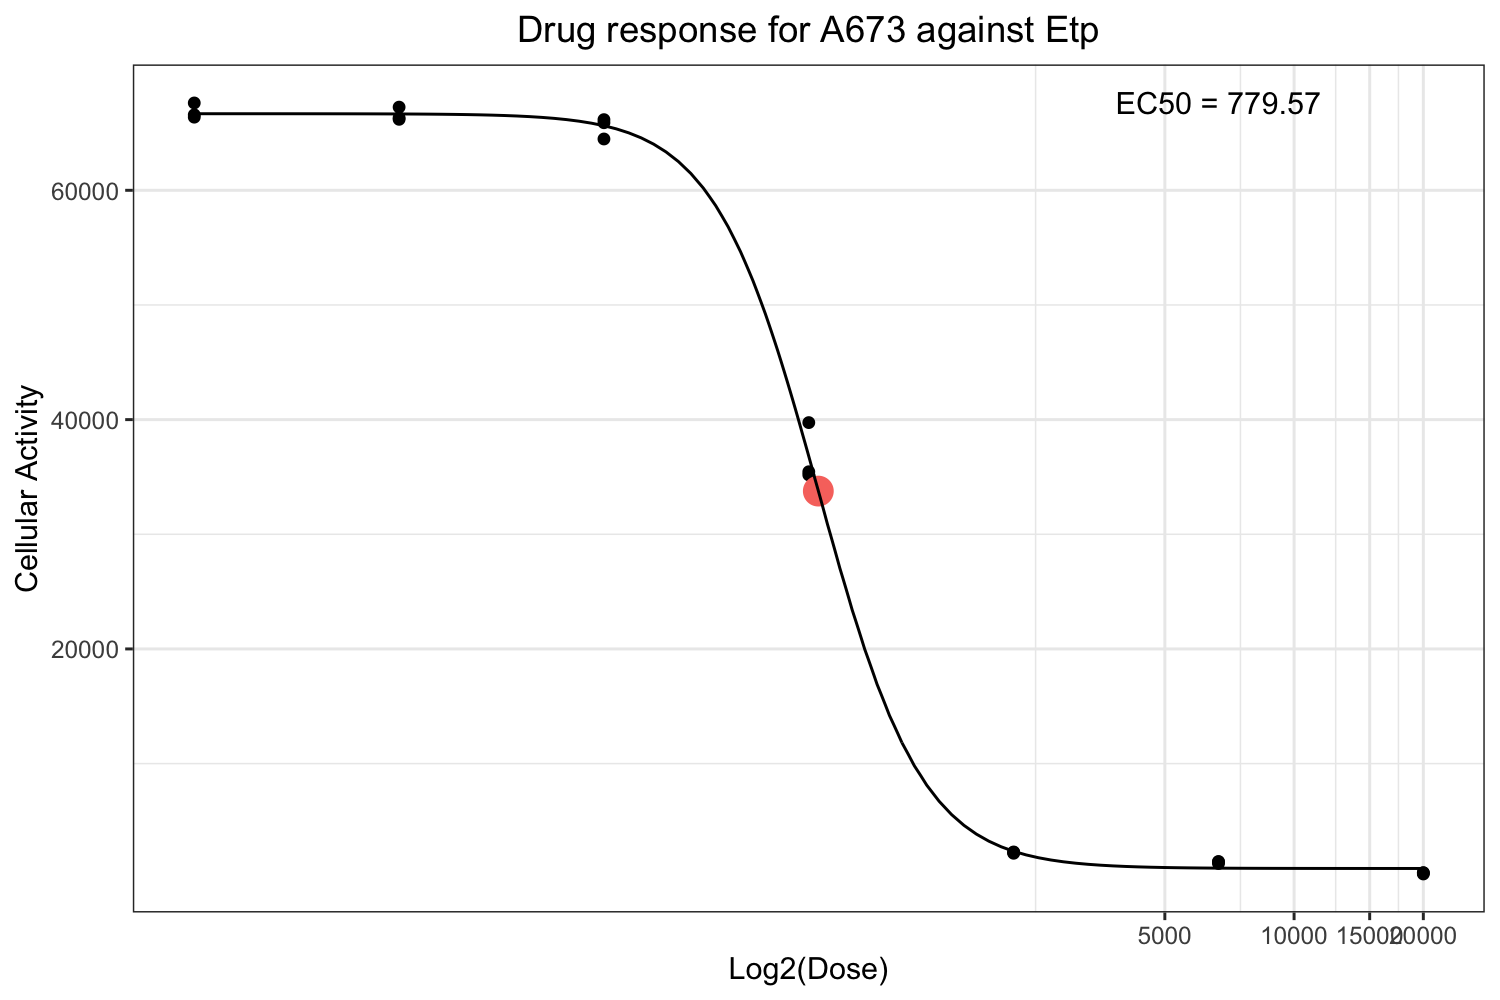 Drug response for A673 against Etp
EC50 = 779.57
60000
40000
20000
Cellular Activity
5000 10000 15000 20000
Log2(Dose)